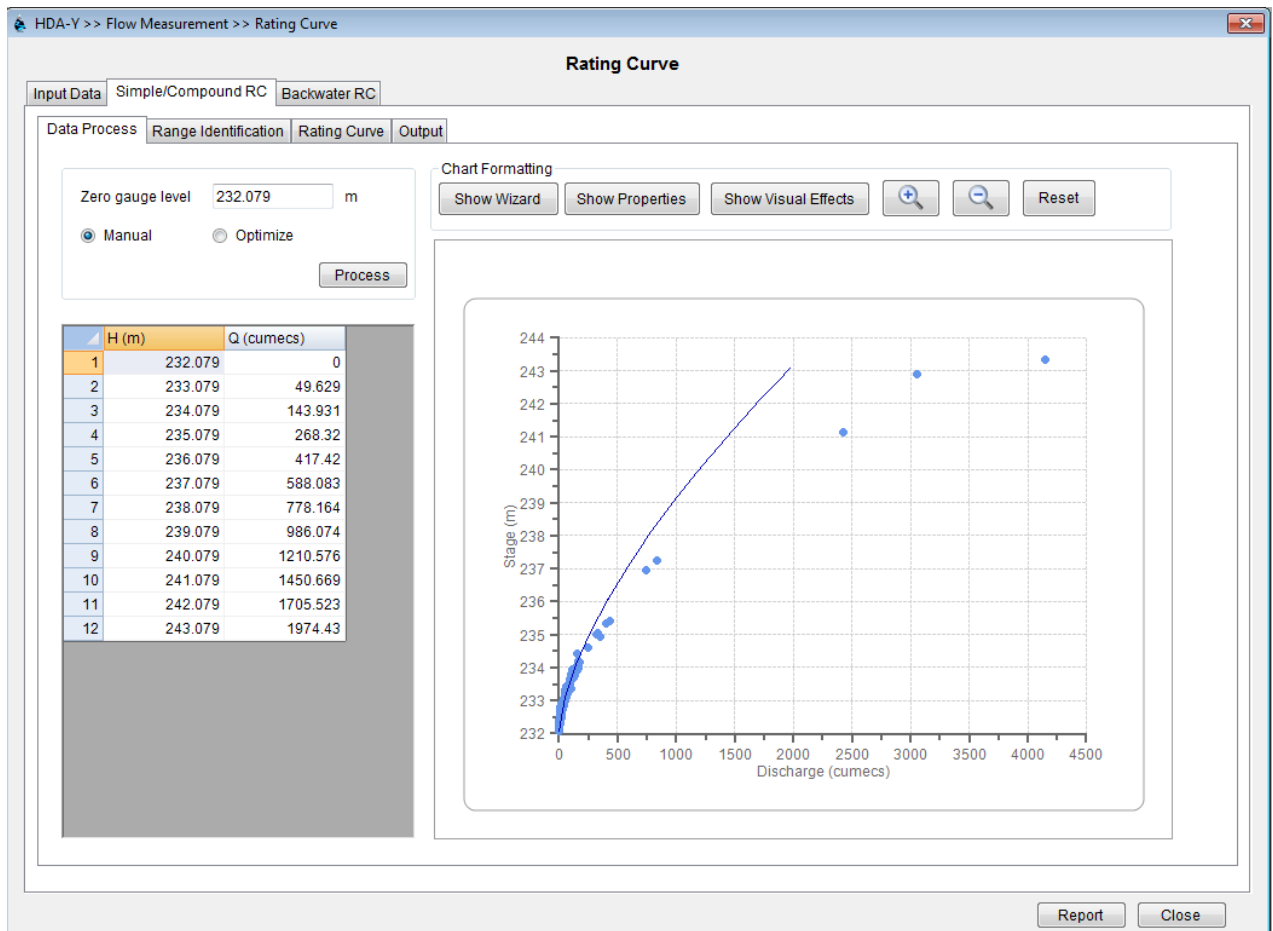 HDA-Y >> Flow Measurement >> Rating Curve
Rating Curve
Input Data Simple/Compound RC Backwater RC
Data Process Range Identification Rating Curve Output
Zero gauge level 232.079 m
Manual Optimize
Process
Chart Formatting
Show Wizard Show Properties Show Visual Effects Reset
H (m) Q (cumecs)
1 232.079 0
2 233.079 49.629
3 234.079 143.931
4 235.079 268.32
5 236.079 417.42
6 237.079 588.083
7 238.079 778.164
8 239.079 986.074
9 240.079 1210.576
10 241.079 1450.669
11 242.079 1705.523
12 243.079 1974.43
244
243
242
241
240
239
238
237
236
235
234
233
232
Stage (m)
0 500 1000 1500 2000 2500 3000 3500 4000 4500
Discharge (cumecs)
Report Close